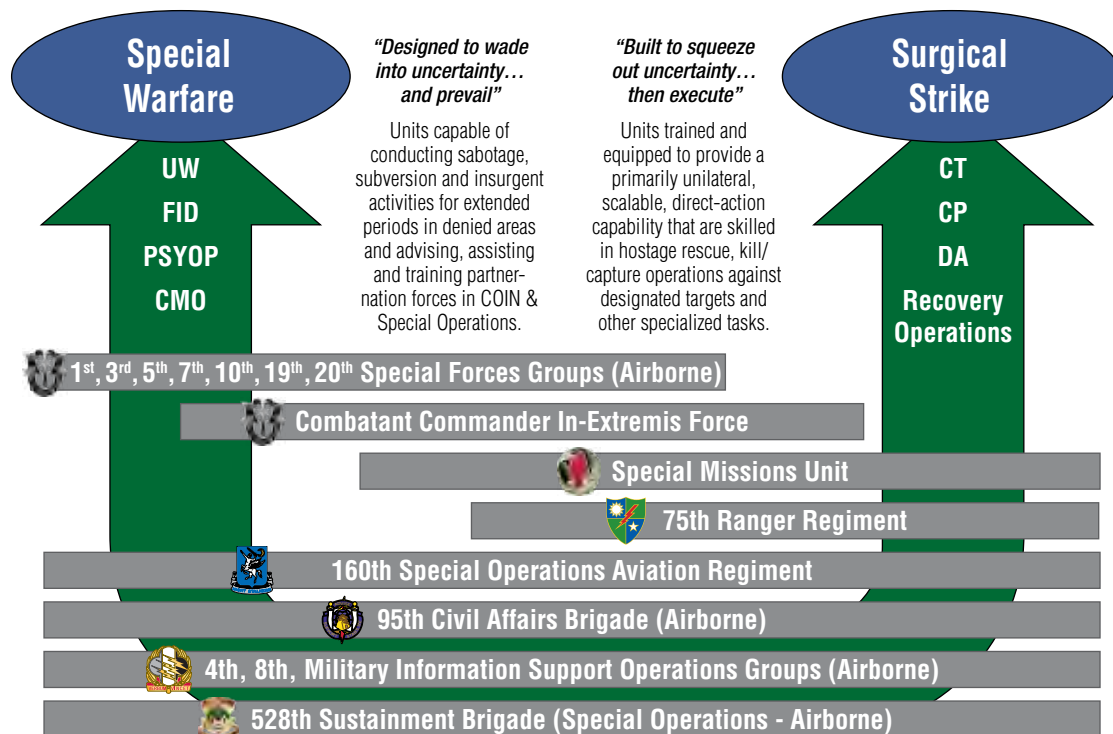 Special
Warfare
"Designed to wade
into uncertainty…
and prevail"
Units capable of
conducting sabotage,
subversion and insurgent
activities for extended
periods in denied areas
and advising, assisting
and training partner-
nation forces in COIN &
Special Operations.
"Built to squeeze
out uncertainty…
then execute"
Units trained and
equipped to provide a
primarily unilateral,
scalable, direct-action
capability that are skilled
in hostage rescue, kill/
capture operations against
designated targets and
other specialized tasks.
Surgical
Strike
UW
FID
PSYOP
CMO
CT
CP
DA
Recovery
Operations
1st, 3rd, 5th, 7th, 10th, 19th, 20th Special Forces Groups (Airborne)
Combatant Commander In-Extremis Force
Special Missions Unit
75th Ranger Regiment
160th Special Operations Aviation Regiment
95th Civil Affairs Brigade (Airborne)
4th, 8th, Military Information Support Operations Groups (Airborne)
528th Sustainment Brigade (Special Operations - Airborne)